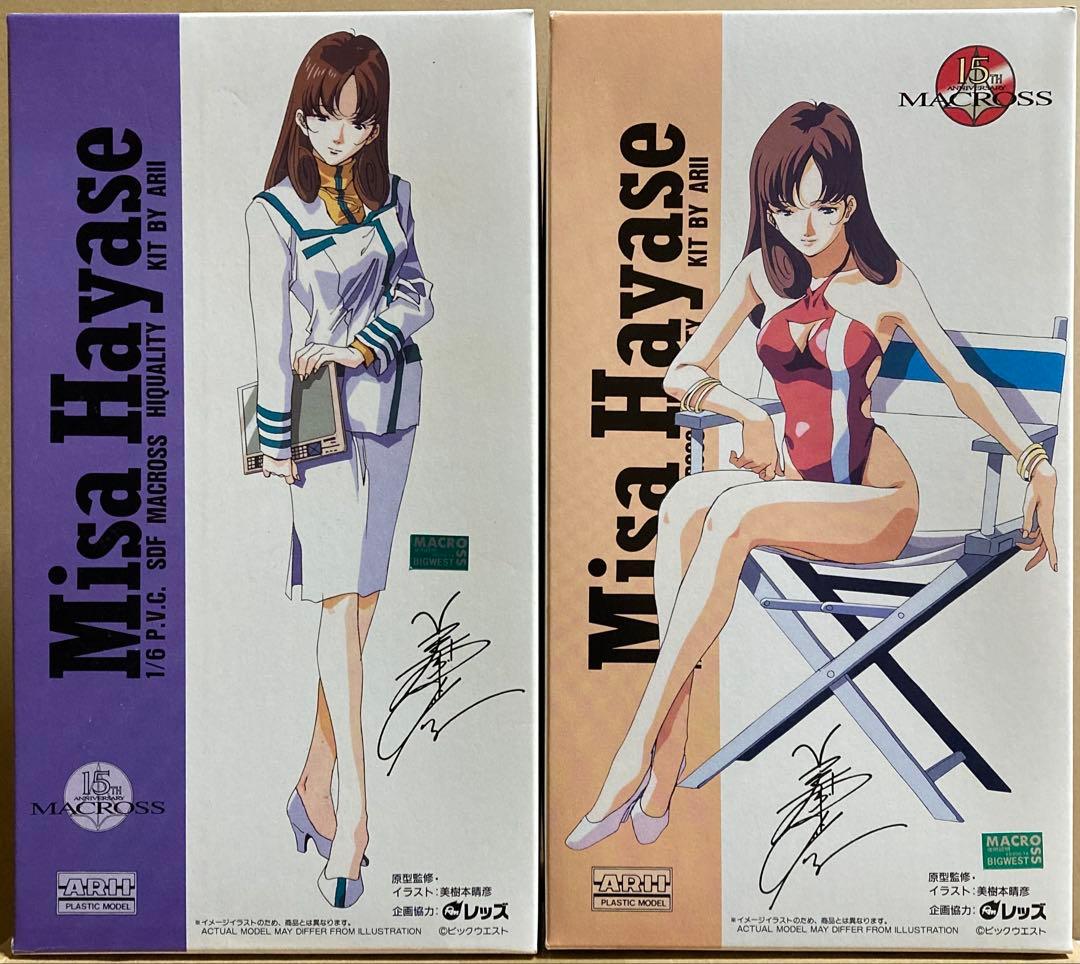 Misa Hayase
1/6 P.V.C. SDF MACROSS HIQUALITY KIT BY ARII
MACROSS
BIGWEST
15TH
ANNIVERSARY
MACROSS
ARII
PLASTIC MODEL
原型監修・
イラスト:美樹本晴彦
企画協力: レッズ
※イメージイラストのため、商品とは異なります。
ACTUAL MODEL MAY DIFFER FROM ILLUSTRATION
©ビックウエスト
15TH
ANNIVERSARY
MACROSS
Misa Hayase
KIT BY ARII
MACROSS
BIGWEST
ARII
PLASTIC MODEL
原型監修・
イラスト:美樹本晴彦
企画協力: レッズ
※イメージイラストのため、商品とは異なります。
ACTUAL MODEL MAY DIFFER FROM ILLUSTRATION
©ビックウエスト